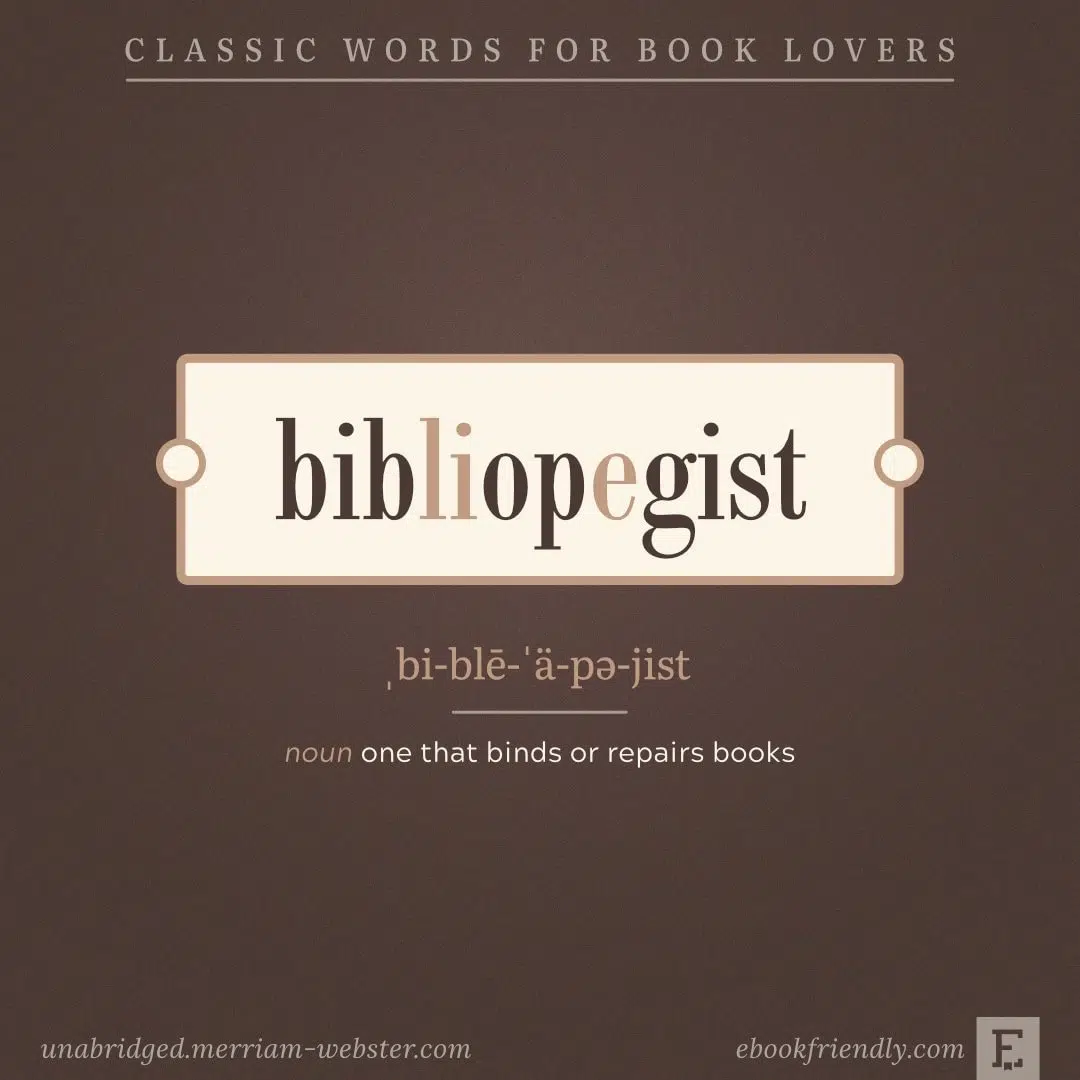 CLASSIC WORDS FOR BOOK LOVERS
bibliopegist
ˌbi-blē-ˈä-pə-jist
noun one that binds or repairs books
unabridged.merriam-webster.com
ebookfriendly.com E